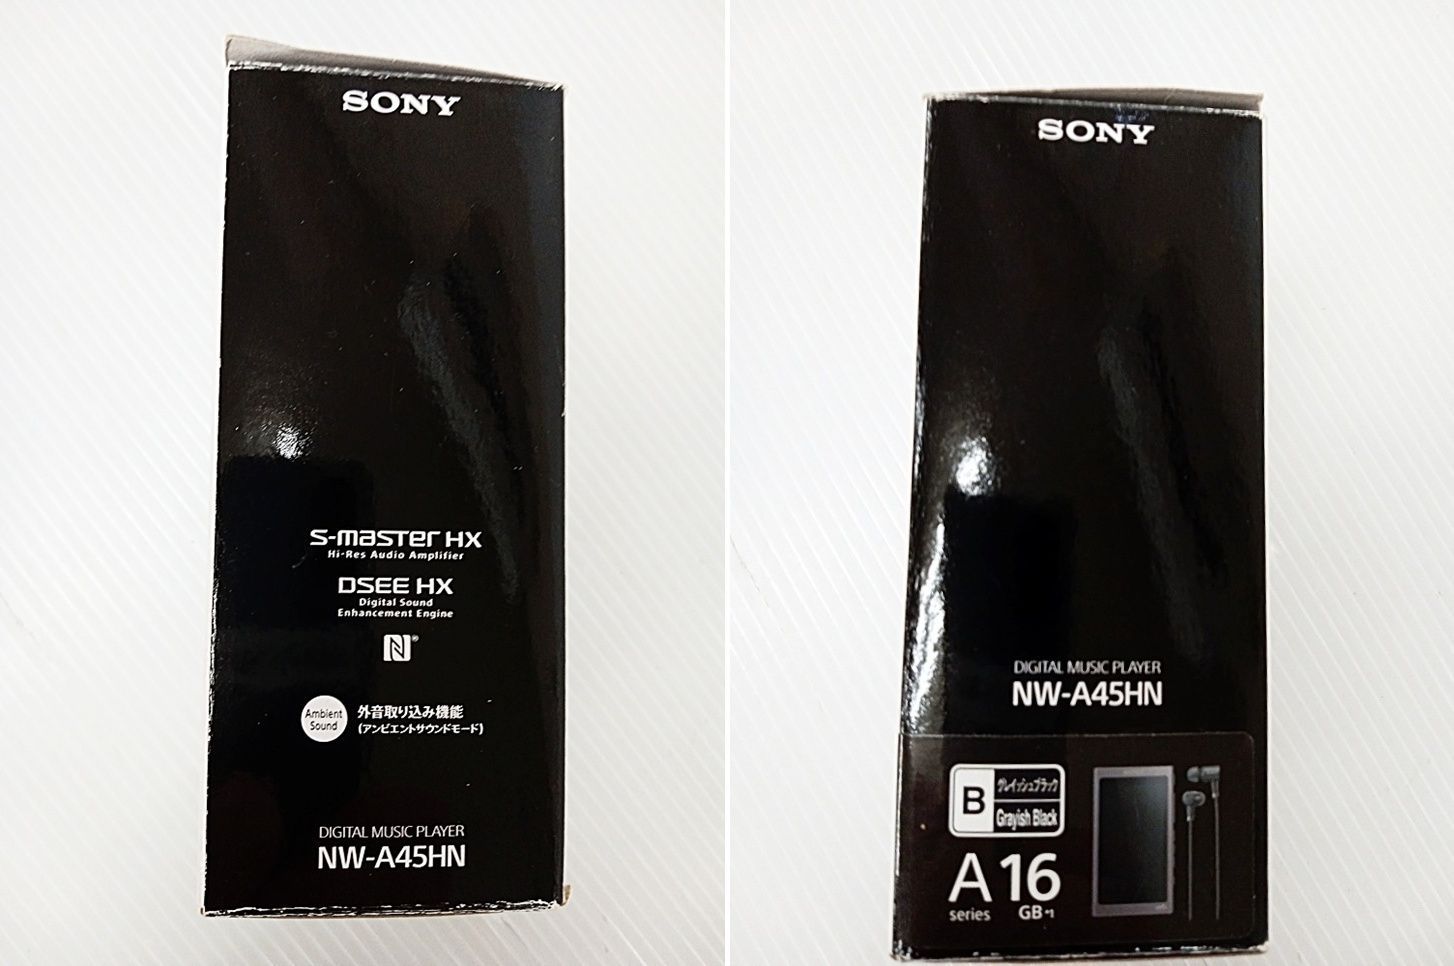 SONY
S-master HX
Hi-Res Audio Amplifier
DSEE HX
Digital Sound
Enhancement Engine
N®
Ambient
Sound
外音取り込み機能
(アンビエントサウンドモード)
DIGITAL MUSIC PLAYER
NW-A45HN
SONY
DIGITAL MUSIC PLAYER
NW-A45HN
B
グレイッシュブラック
Grayish Black
A 16
series GB*1